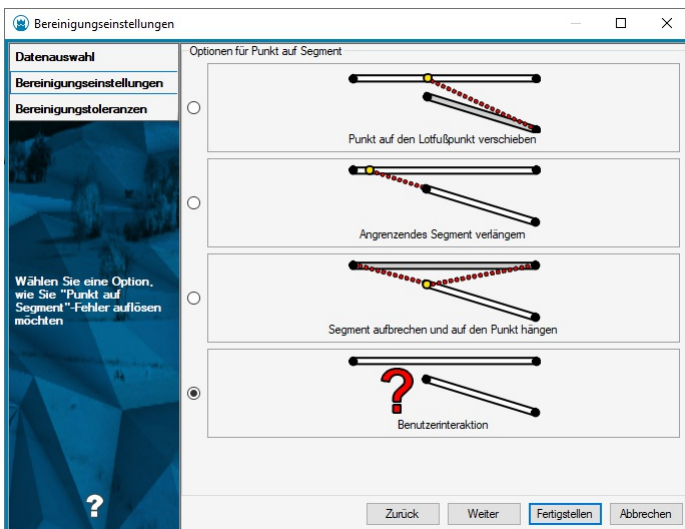 Bereinigungseinstellungen
Datenauswahl
Bereinigungseinstellungen
Bereinigungstoleranzen
Wählen Sie eine Option,
wie Sie "Punkt auf
Segment"-Fehler auflösen
möchten
?
Optionen für Punkt auf Segment
Punkt auf den Lotfußpunkt verschieben
Angrenzendes Segment verlängern
Segment aufbrechen und auf den Punkt hängen
?
Benutzerinteraktion
Zurück
Weiter
Fertigstellen
Abbrechen